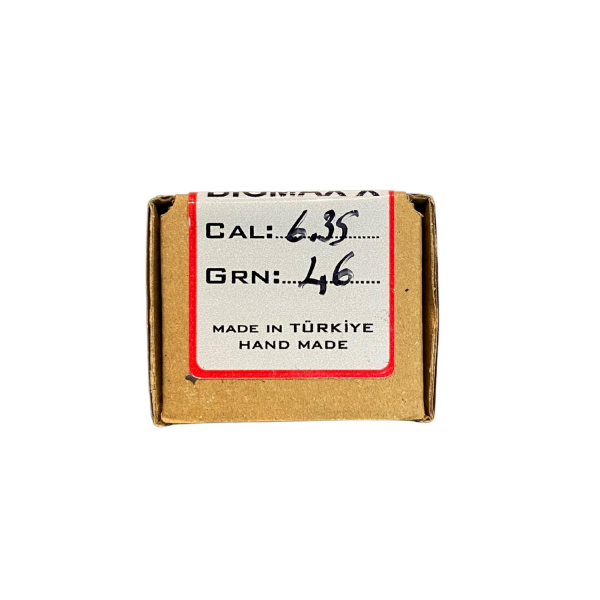 CAL: 6.35
GRN: 46
MADE IN TÜRKİYE
HAND MADE